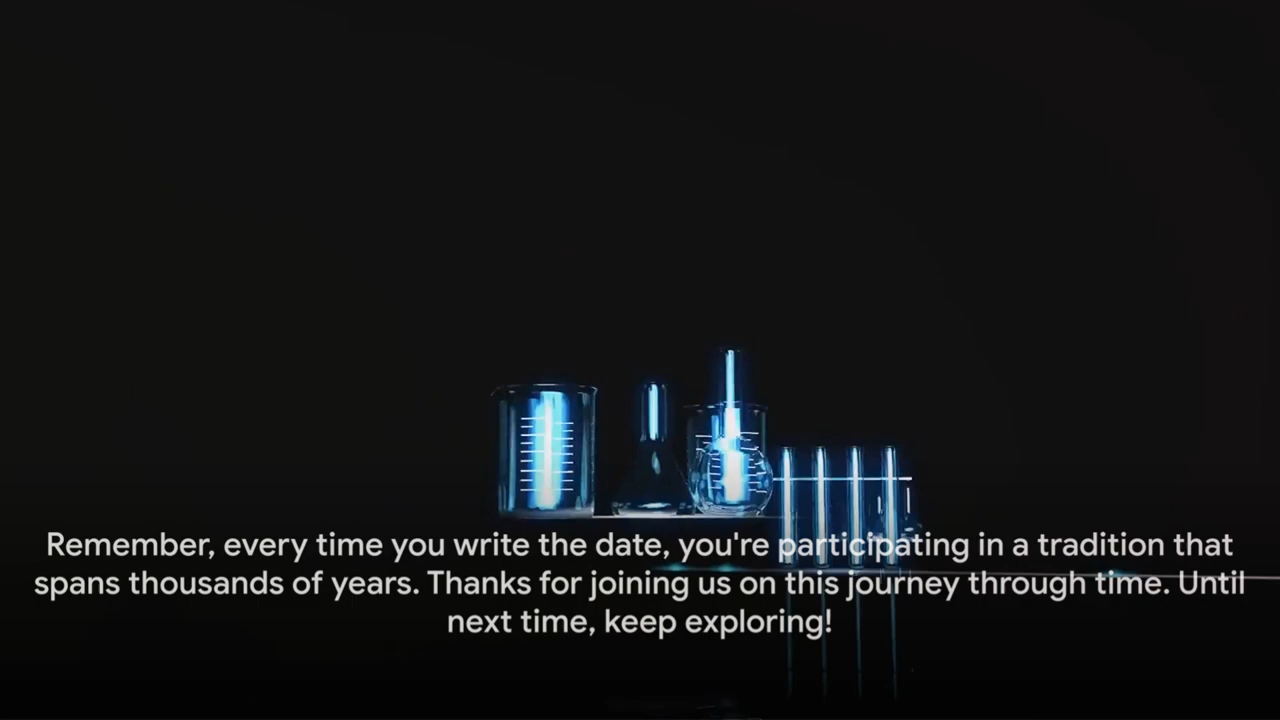 Remember, every time you write the date, you're participating in a tradition that
spans thousands of years. Thanks for joining us on this journey through time. Until
next time, keep exploring!